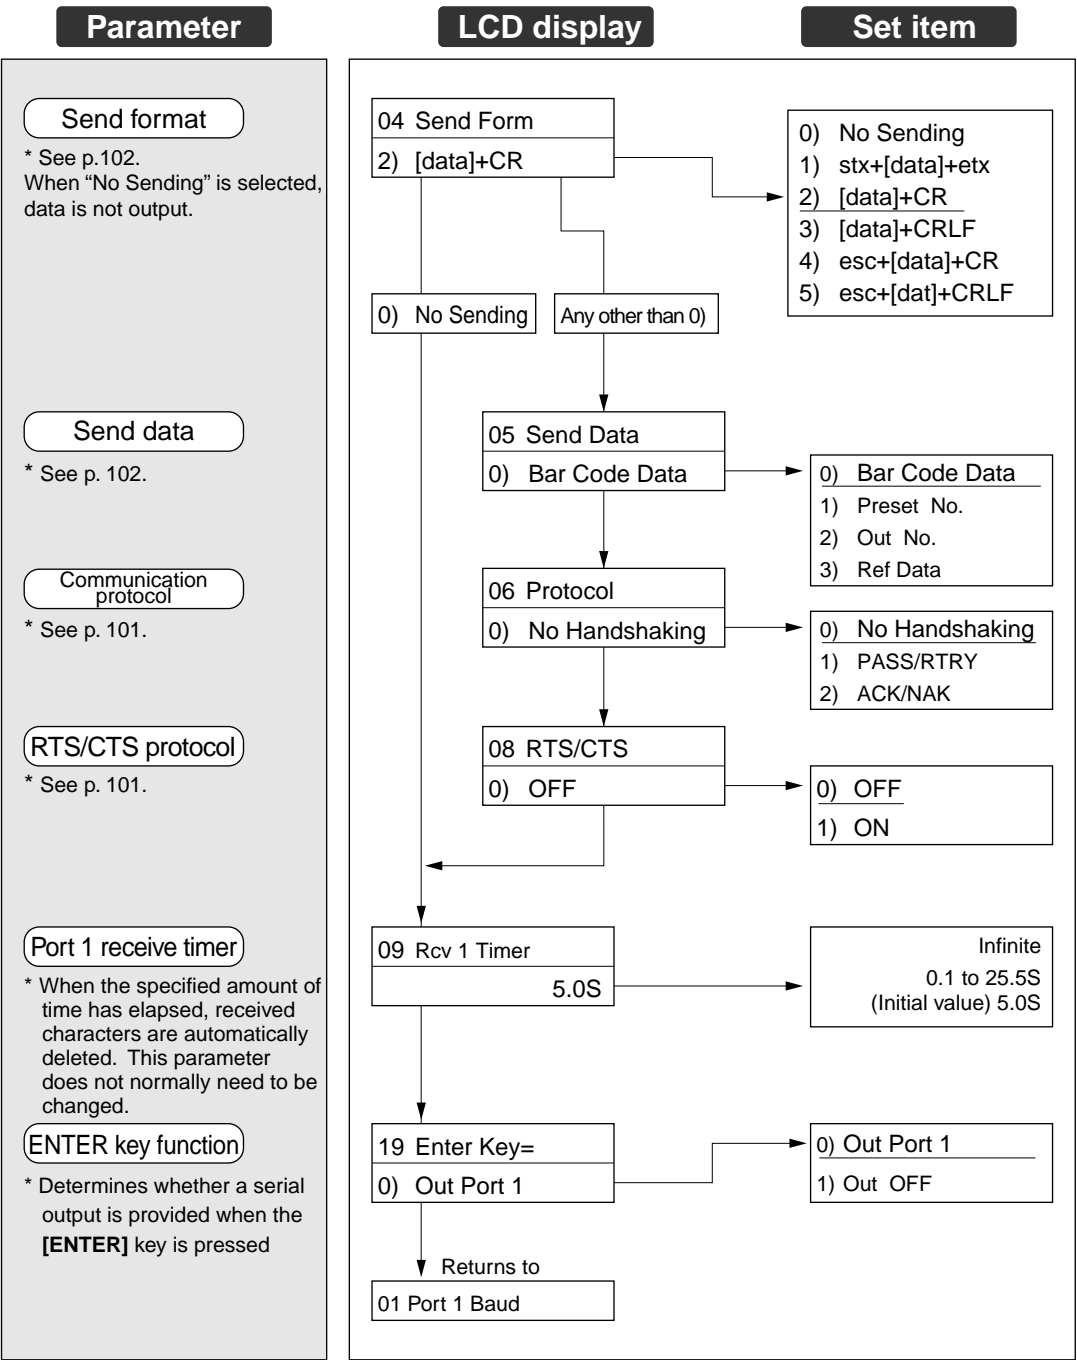 Parameter
LCD display
Set item
Send format
* See p.102.
When “No Sending” is selected,
data is not output.
04 Send Form
2) [data]+CR
0) No Sending
1) stx+[data]+etx
2) [data]+CR
3) [data]+CRLF
4) esc+[data]+CR
5) esc+[dat]+CRLF
0) No Sending
Any other than 0)
Send data
* See p. 102.
05 Send Data
0) Bar Code Data
0) Bar Code Data
1) Preset No.
2) Out No.
3) Ref Data
Communication
protocol
* See p. 101.
06 Protocol
0) No Handshaking
0) No Handshaking
1) PASS/RTRY
2) ACK/NAK
RTS/CTS protocol
* See p. 101.
08 RTS/CTS
0) OFF
0) OFF
1) ON
Port 1 receive timer
* When the specified amount of
time has elapsed, received
characters are automatically
deleted. This parameter
does not normally need to be
changed.
09 Rcv 1 Timer
5.0S
Infinite
0.1 to 25.5S
(Initial value) 5.0S
ENTER key function
* Determines whether a serial
output is provided when the
[ENTER] key is pressed
19 Enter Key=
0) Out Port 1
0) Out Port 1
1) Out OFF
Returns to
01 Port 1 Baud